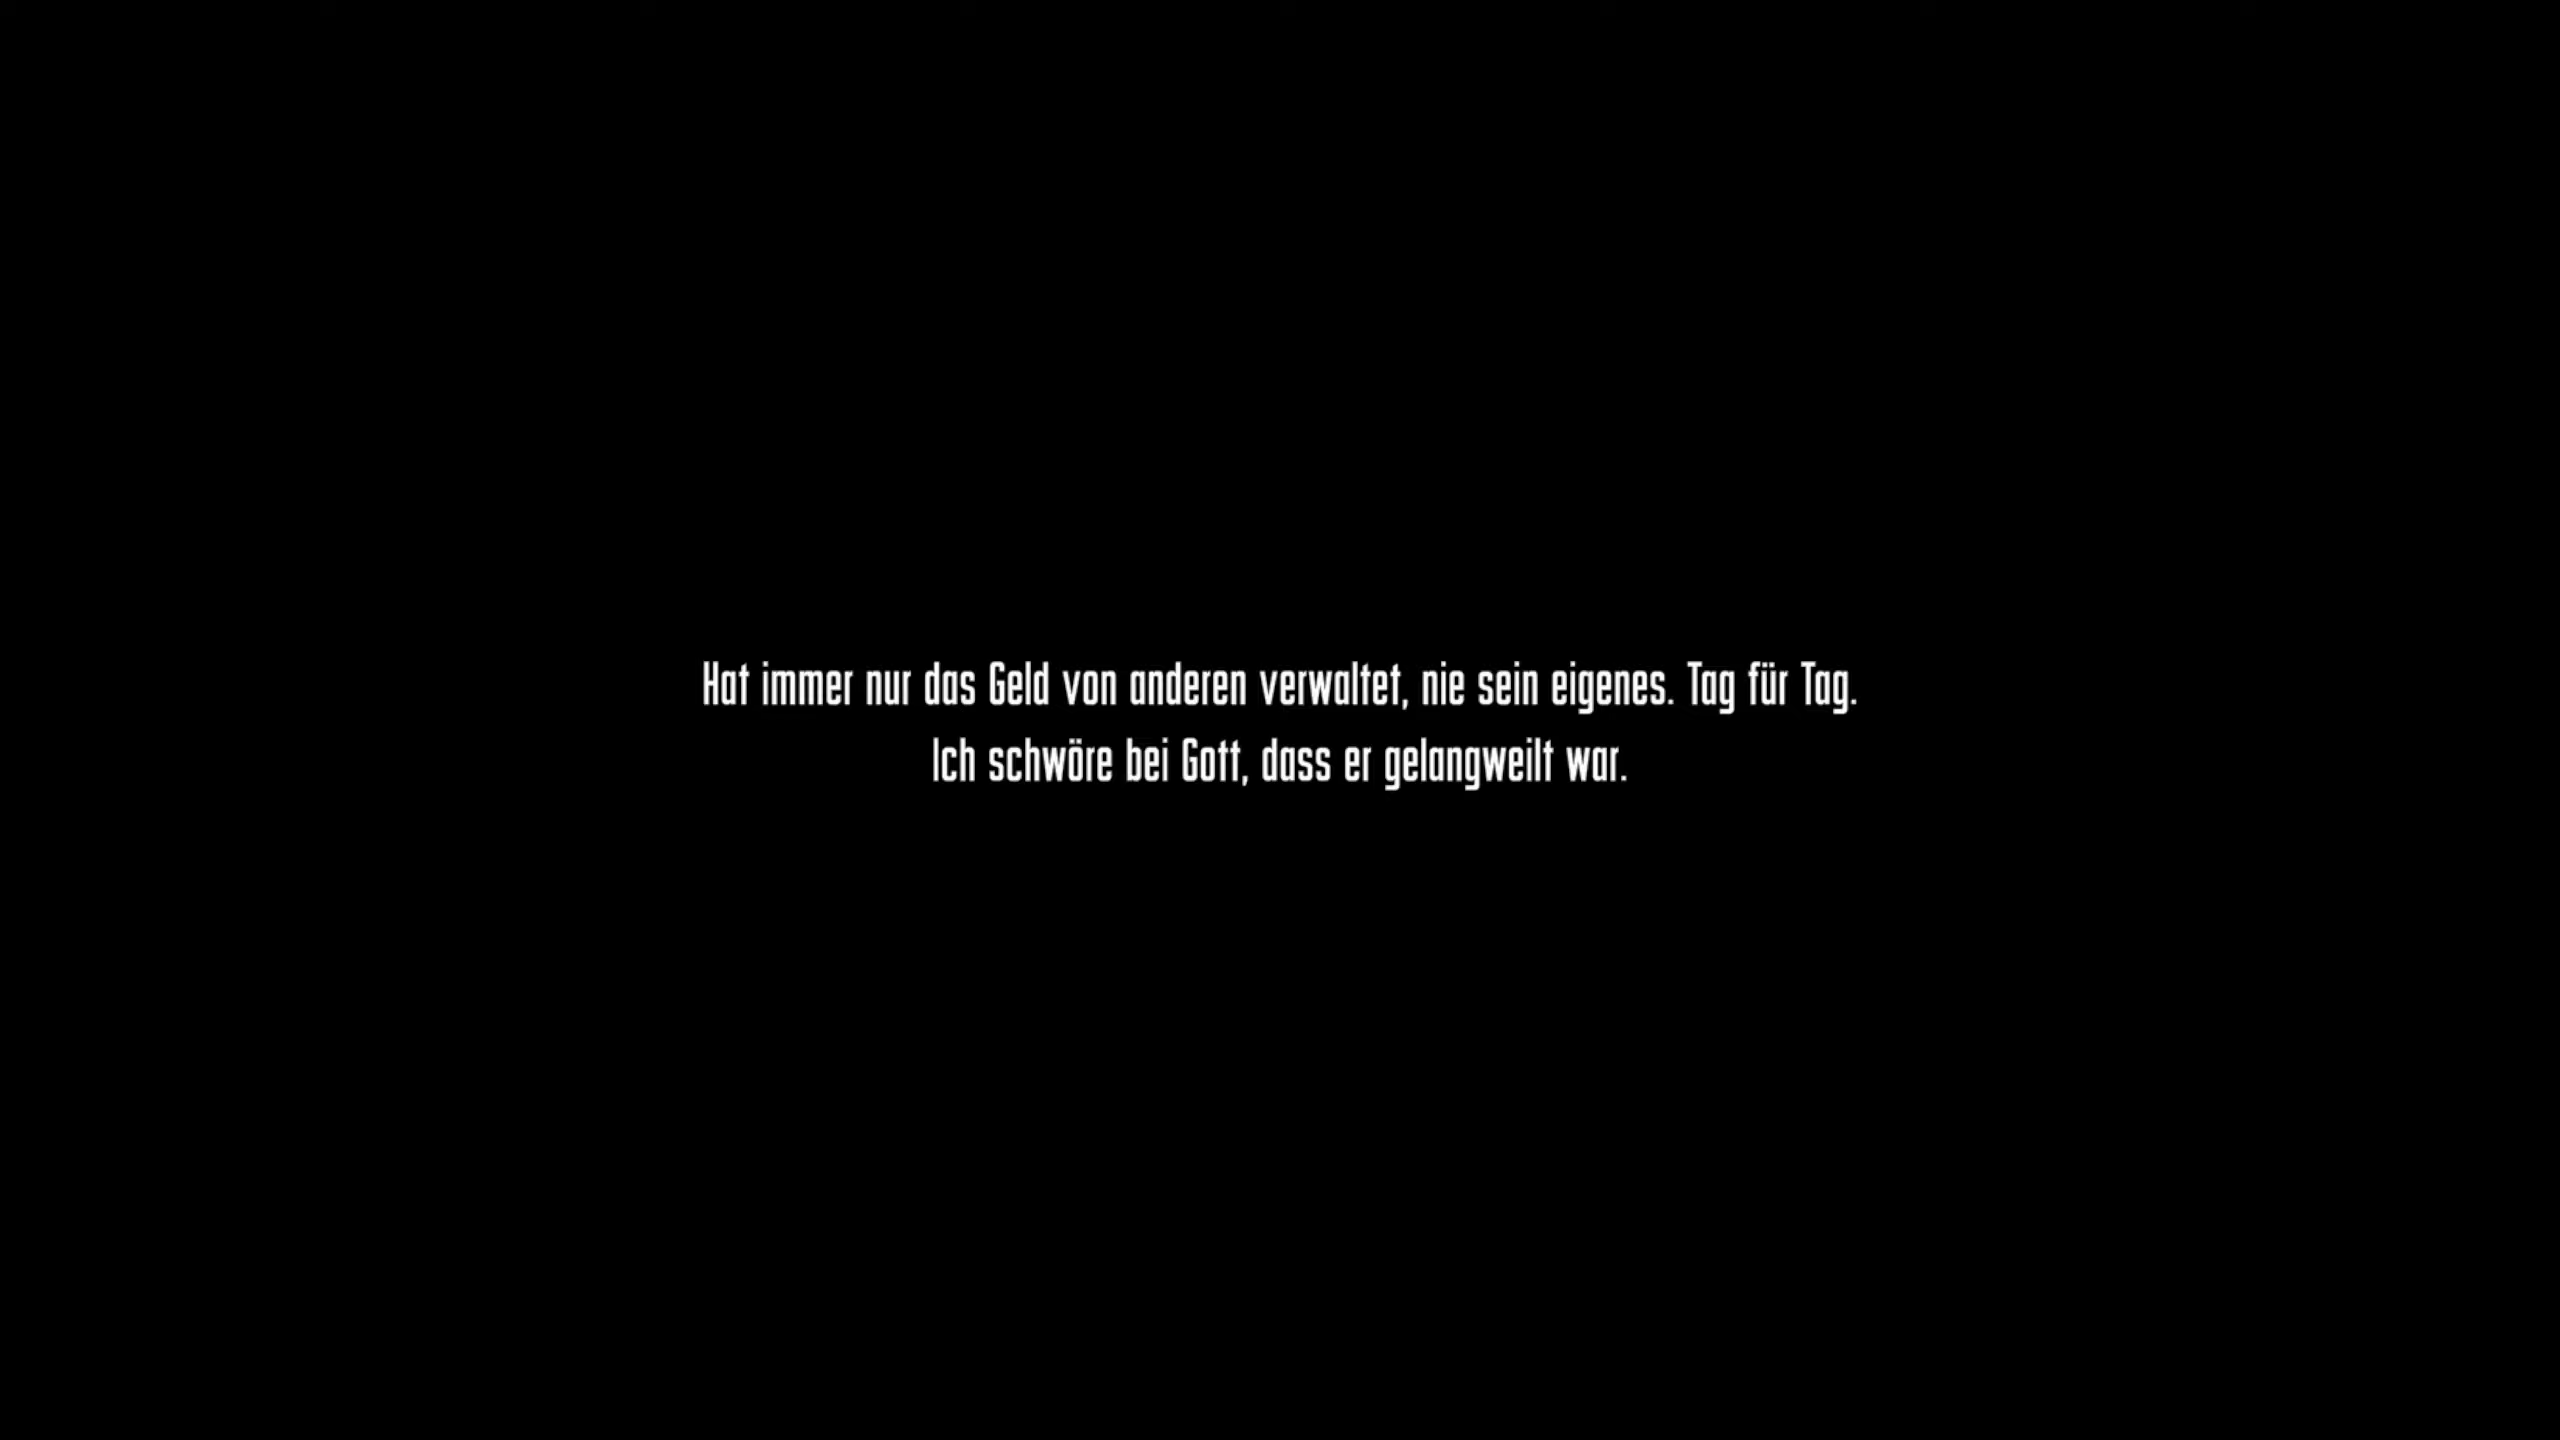 Hat immer nur das Geld von anderen verwaltet, nie sein eigenes. Tag für Tag.
Ich schwöre bei Gott, dass er gelangweilt war.